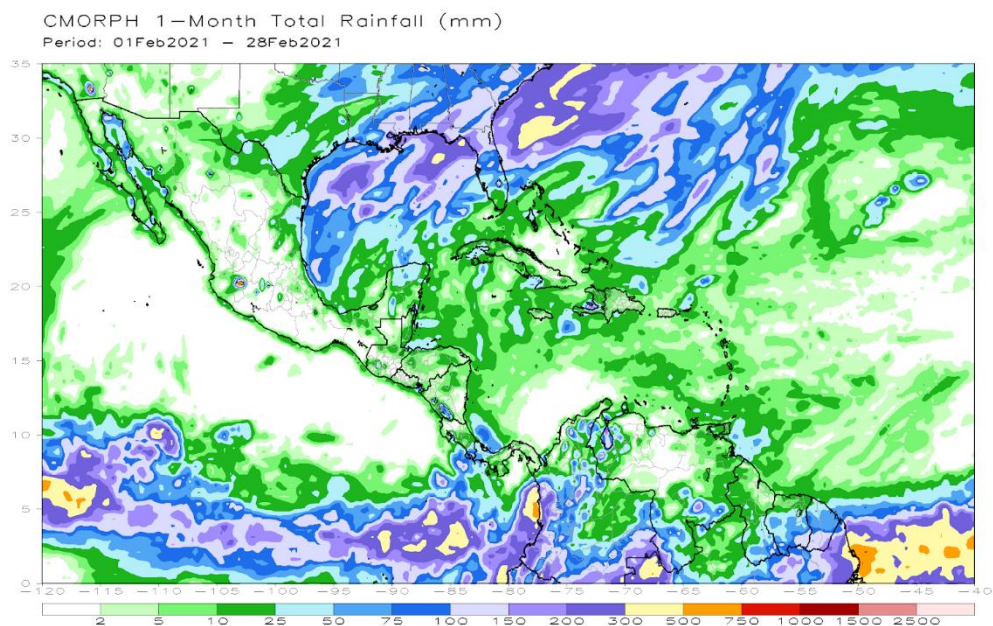 CMORPH 1-Month Total Rainfall (mm)
Period: 01Feb2021 - 28Feb2021
35
30
25
20
15
10
5
0
-120 -115 -110 -105 -100 -95 -90 -85 -80 -75 -70 -65 -60 -55 -50 -45 -40
2 5 10 25 50 75 100 150 200 300 500 750 1000 1500 2500